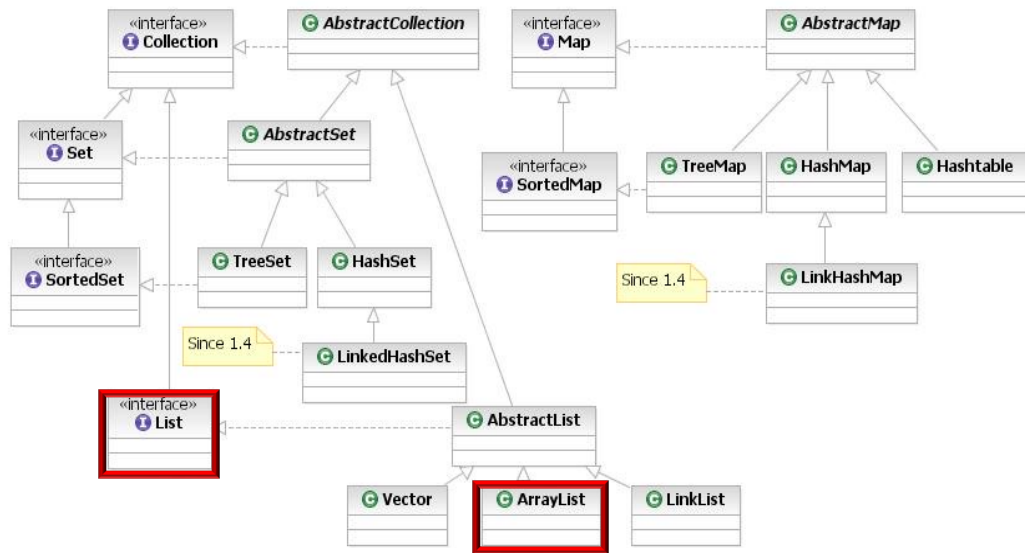 «interface»
I Collection
C AbstractCollection
«interface»
I Map
C AbstractMap
«interface»
I Set
C AbstractSet
«interface»
I SortedMap
C TreeMap
C HashMap
C Hashtable
«interface»
I SortedSet
C TreeSet
C HashSet
Since 1.4
C LinkHashMap
Since 1.4
C LinkedHashSet
«interface»
I List
C AbstractList
C Vector
C ArrayList
C LinkList